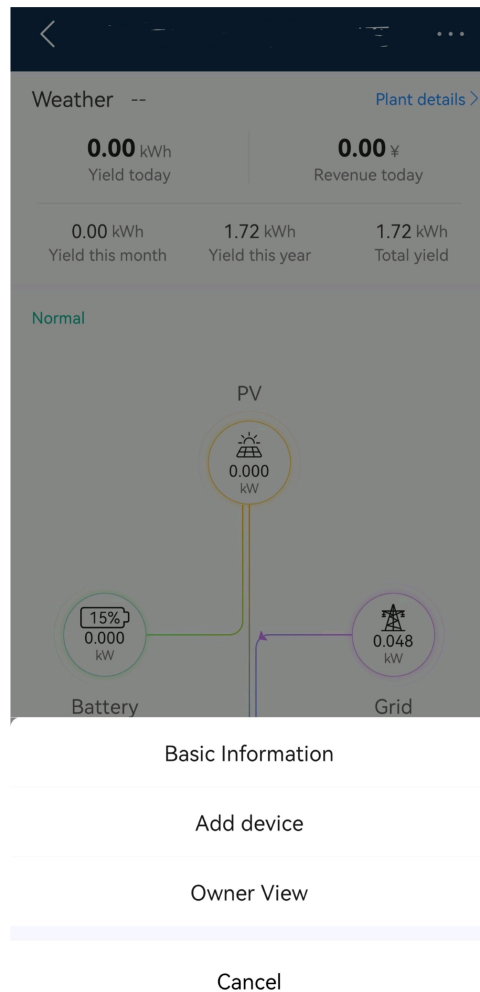 Weather --
Plant details >
0.00 kWh
Yield today
0.00 ¥
Revenue today
0.00 kWh
Yield this month
1.72 kWh
Yield this year
1.72 kWh
Total yield
Normal
PV
0.000
kW
15%
0.000
kW
Battery
0.048
kW
Grid
Basic Information
Add device
Owner View
Cancel